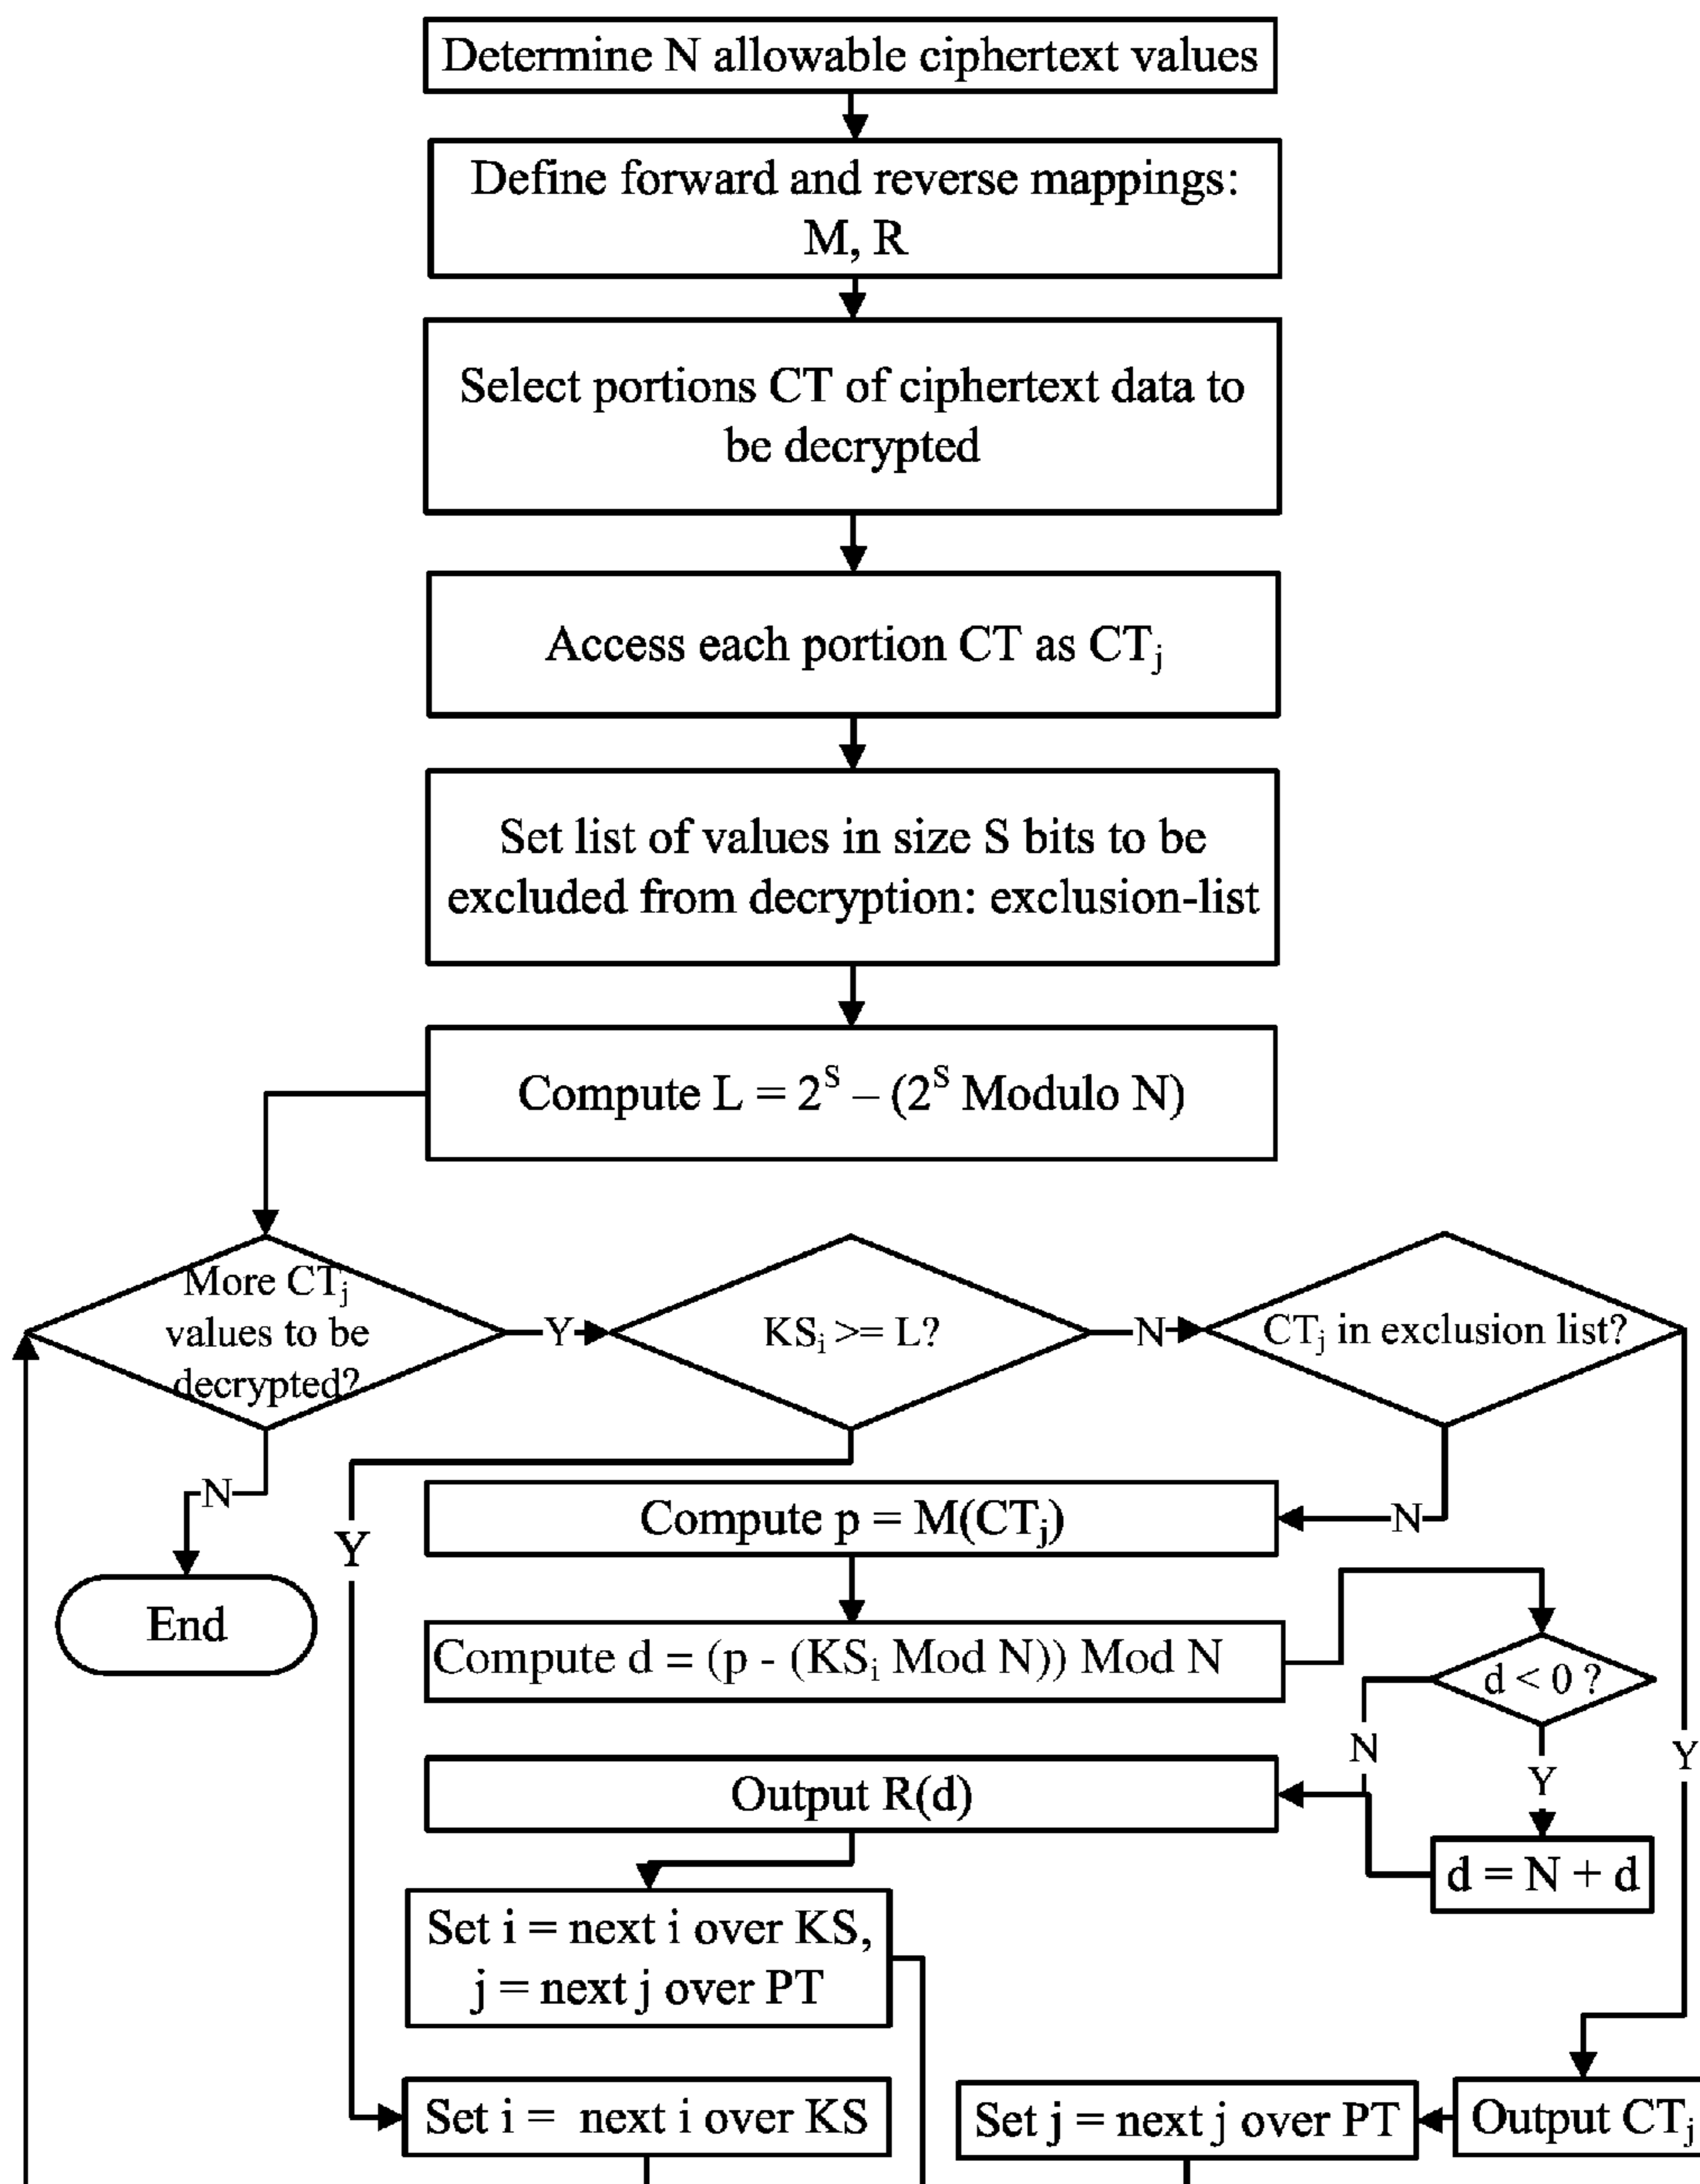 Determine N allowable ciphertext values
Define forward and reverse mappings:
M, R
Select portions CT of ciphertext data to
be decrypted
Access each portion CT as CTj
Set list of values in size S bits to be
excluded from decryption: exclusion-list
Compute L = 2^S – (2^S Modulo N)
More CTj
values to be
decrypted?
Y
KSi >= L?
N
CTj in exclusion list?
N
Y
Compute p = M(CTj)
N
End
Compute d = (p - (KSi Mod N)) Mod N
d < 0 ?
N
Y
Y
Output R(d)
d = N + d
Set i = next i over KS,
j = next j over PT
Set i = next i over KS
Set j = next j over PT
Output CTj